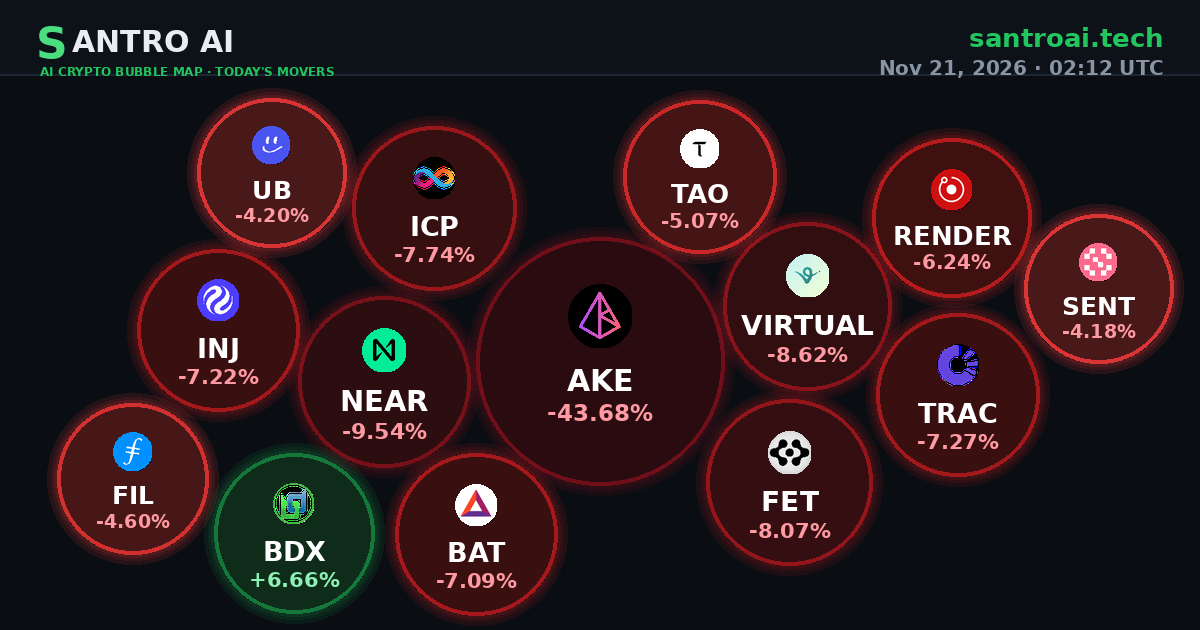 SANTRO AI
AI CRYPTO BUBBLE MAP · TODAY'S MOVERS
santroai.tech
Nov 21, 2026 · 02:12 UTC
UB
-4.20%
ICP
-7.74%
TAO
-5.07%
RENDER
-6.24%
SENT
-4.18%
INJ
-7.22%
NEAR
-9.54%
AKE
-43.68%
VIRTUAL
-8.62%
TRAC
-7.27%
FIL
-4.60%
BDX
+6.66%
BAT
-7.09%
FET
-8.07%